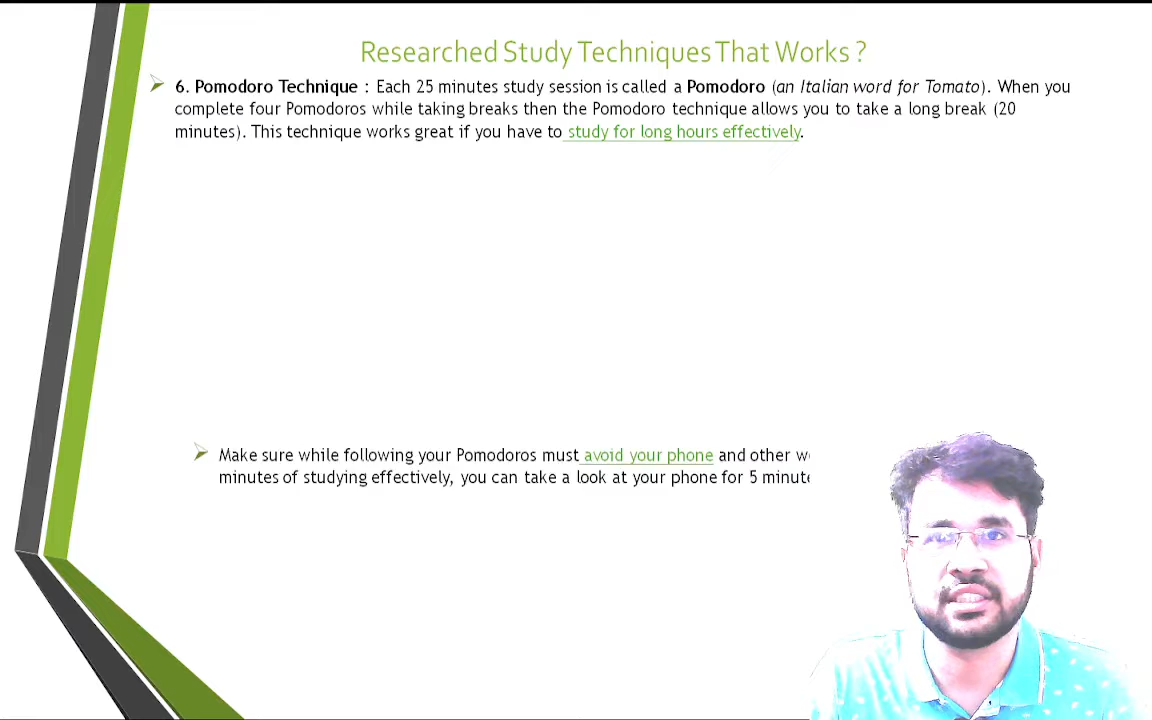 Researched Study Techniques That Works ?
6. Pomodoro Technique : Each 25 minutes study session is called a Pomodoro (an Italian word for Tomato). When you
complete four Pomodoros while taking breaks then the Pomodoro technique allows you to take a long break (20
minutes). This technique works great if you have to study for long hours effectively.
Make sure while following your Pomodoros must avoid your phone and other
minutes of studying effectively, you can take a look at your phone for 5